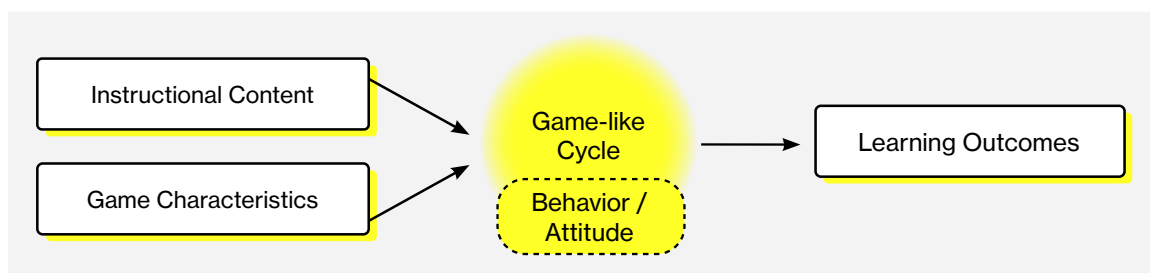 Instructional Content
Game Characteristics
Game-like
Cycle
Behavior /
Attitude
Learning Outcomes